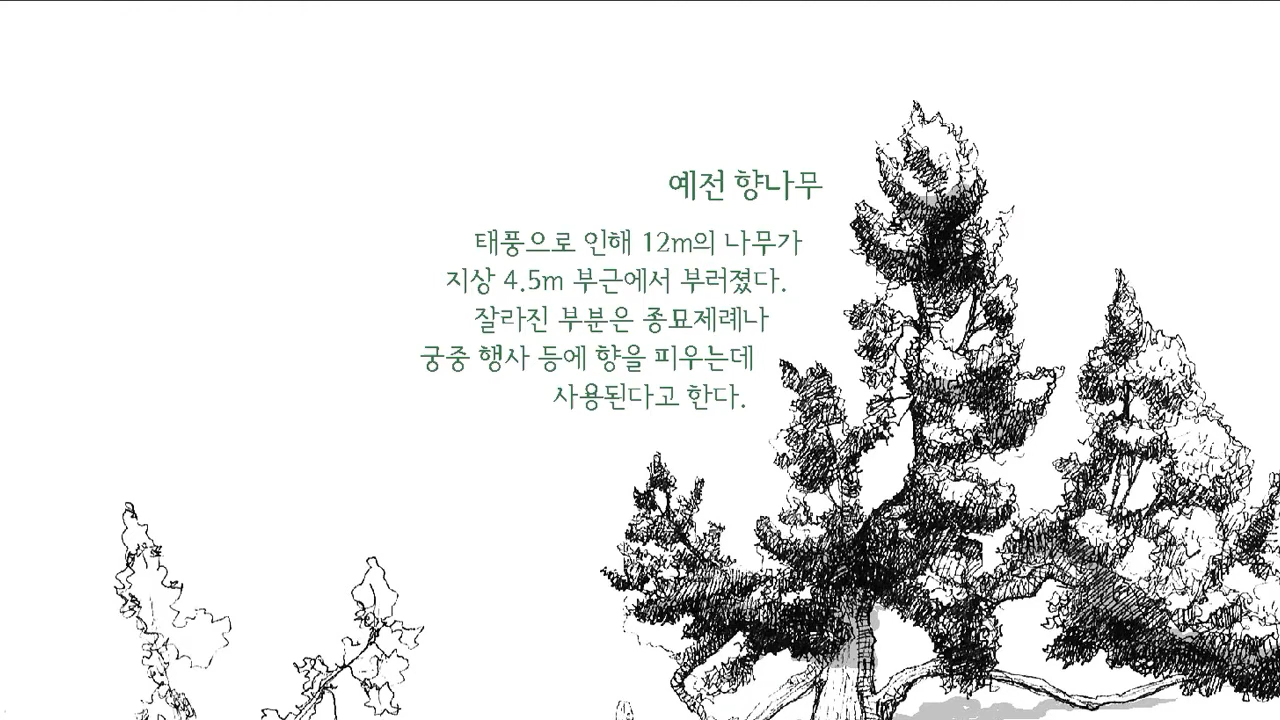 예전 향나무
태풍으로 인해 12m의 나무가
지상 4.5m 부근에서 부러졌다.
잘라진 부분은 종묘제례나
궁중 행사 등에 향을 피우는데
사용된다고 한다.